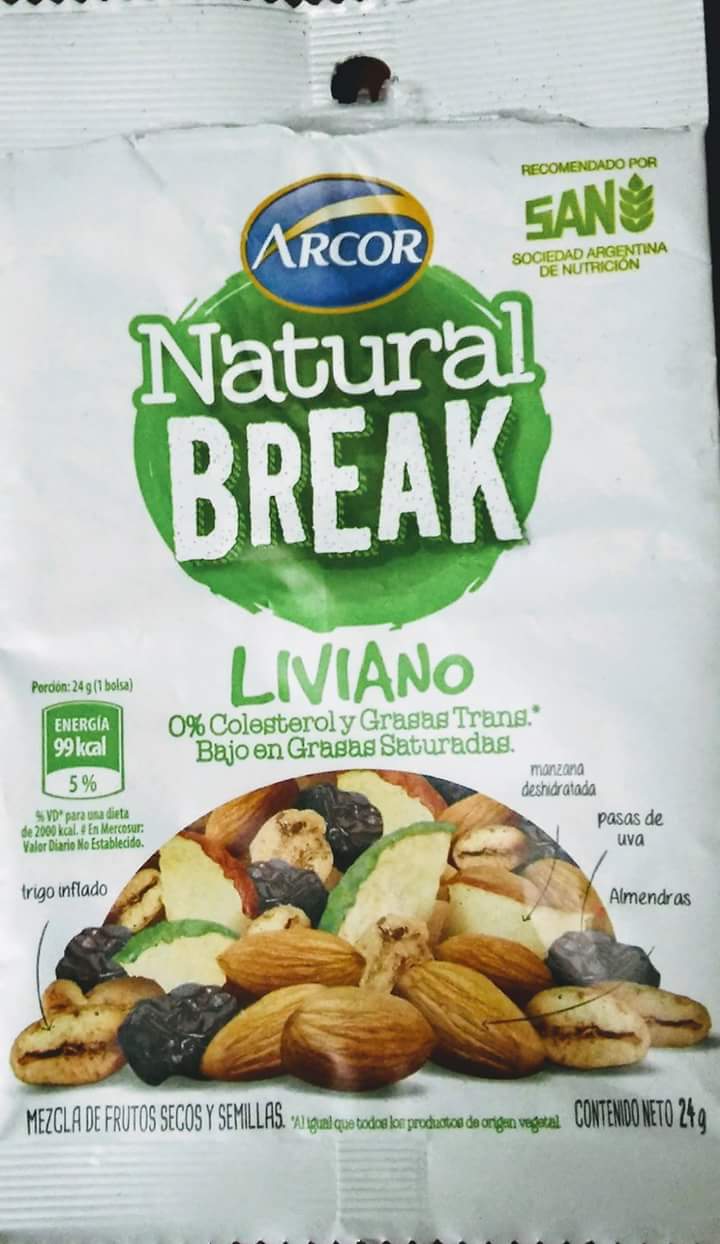 RECOMENDADO POR
SAN
SOCIEDAD ARGENTINA
DE NUTRICIÓN
ARCOR
Natural
BREAK
LIVIANO
0% Colesterol y Grasas Trans.*
Bajo en Grasas Saturadas.
Porción: 24 g (1 bolsa)
ENERGÍA
99 kcal
5 %
% VD* para una dieta
de 2000 kcal. # En Mercosur:
Valor Diario No Establecido.
manzana
deshidratada
pasas de
uva
Almendras
trigo inflado
MEZCLA DE FRUTOS SECOS Y SEMILLAS.
*Al igual que todos los productos de origen vegetal
CONTENIDO NETO 24 g